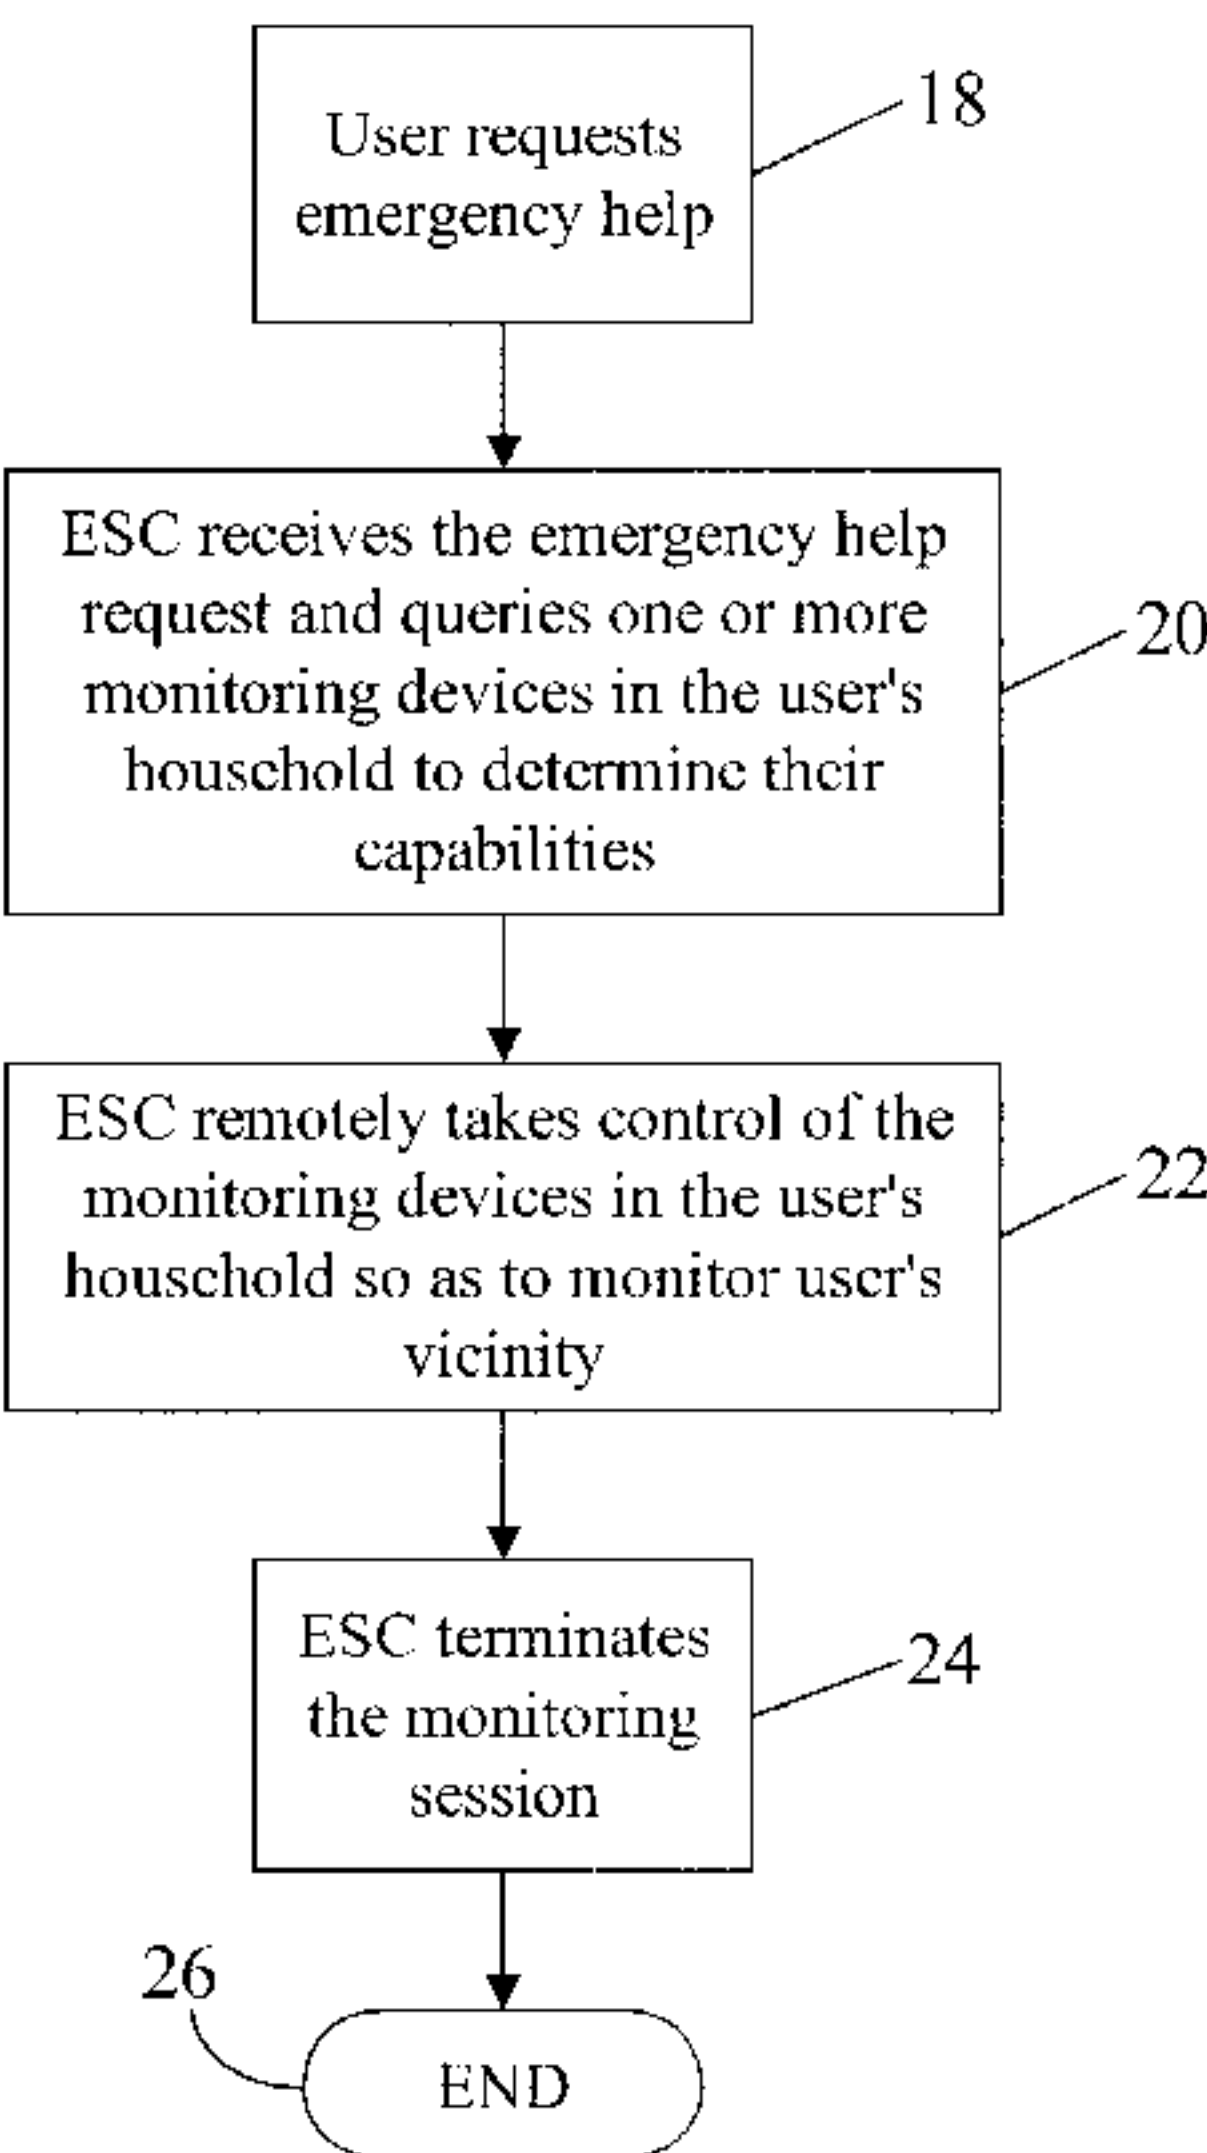 User requests
emergency help
18
ESC receives the emergency help
request and queries one or more
monitoring devices in the user's
household to determine their
capabilities
20
ESC remotely takes control of the
monitoring devices in the user's
household so as to monitor user's
vicinity
22
ESC terminates
the monitoring
session
24
26
END